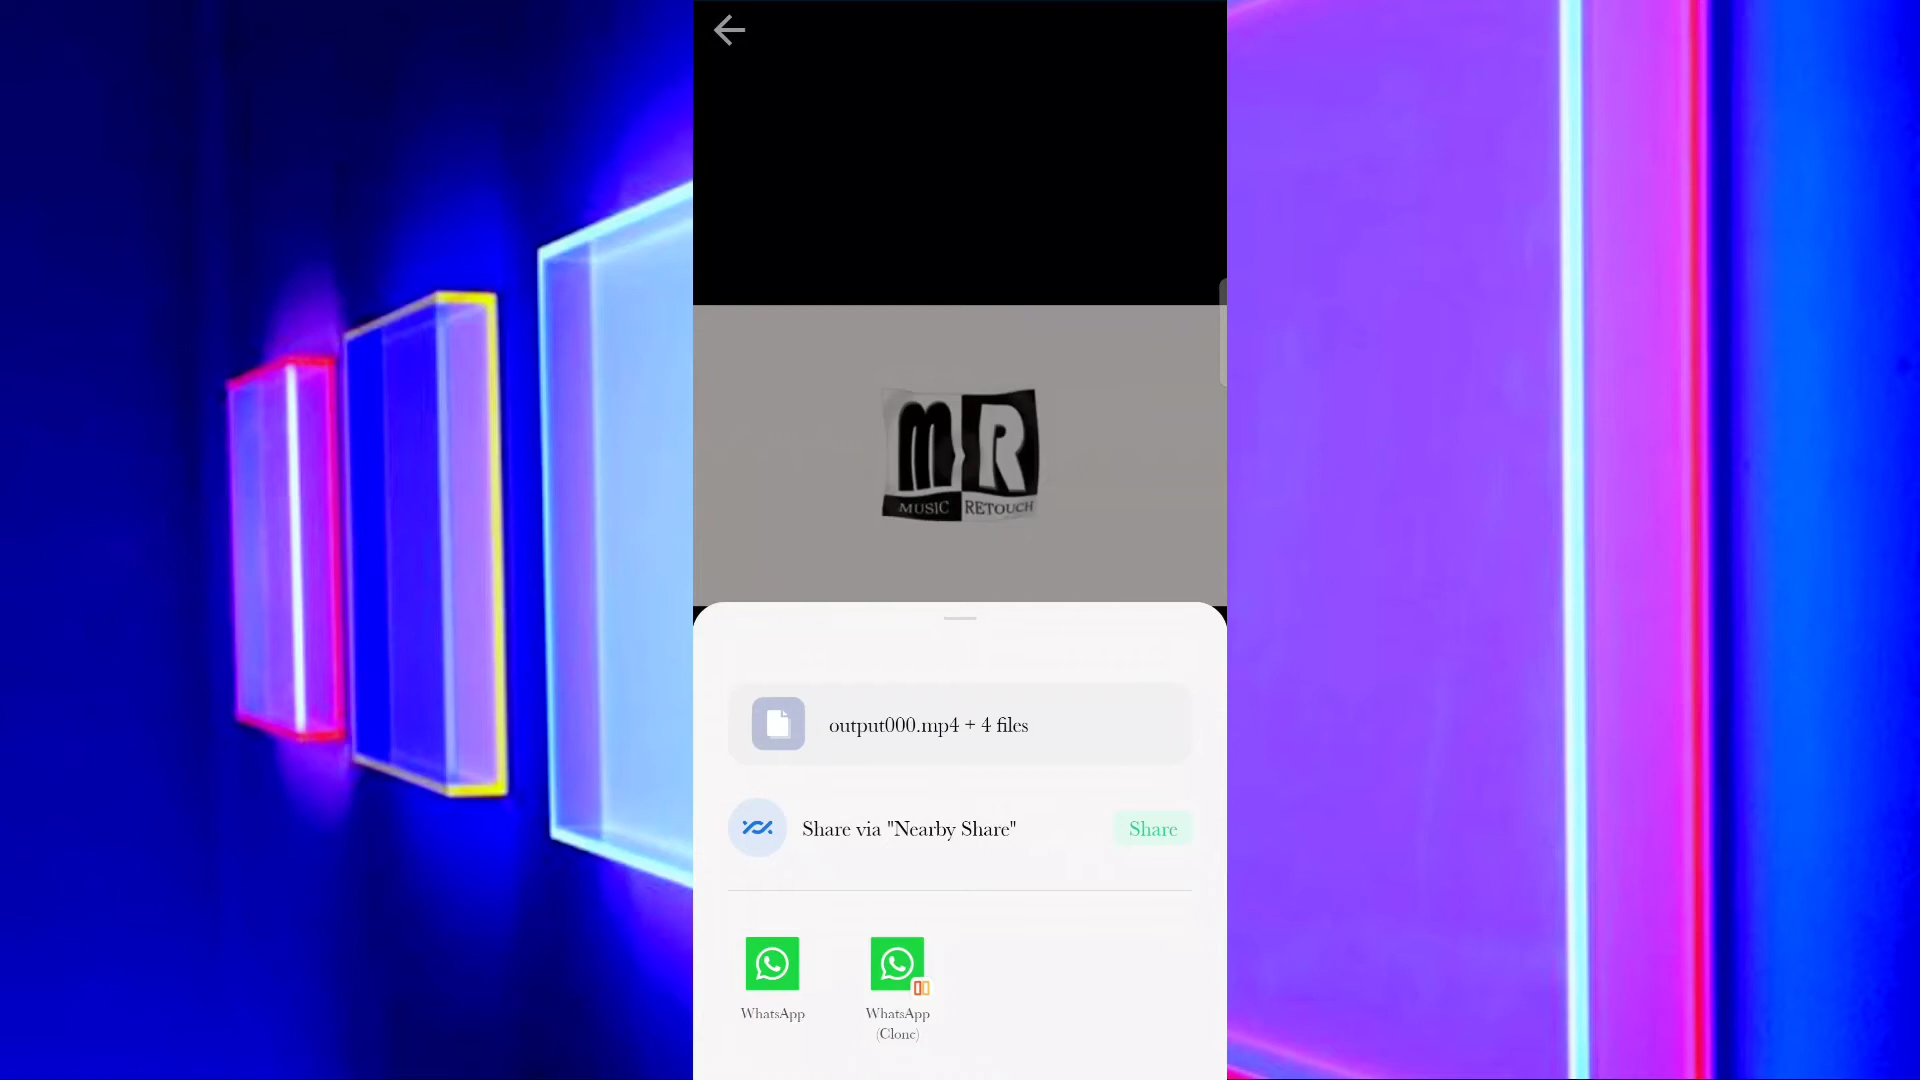 MR
MUSIC RETOUCH
output000.mp4 + 4 files
Share via "Nearby Share"
Share
WhatsApp
WhatsApp
(Clone)